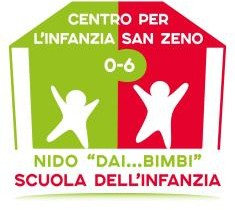 CENTRO PER
L'INFANZIA SAN ZENO
0-6
NIDO "DAI...BIMBI"
SCUOLA DELL'INFANZIA